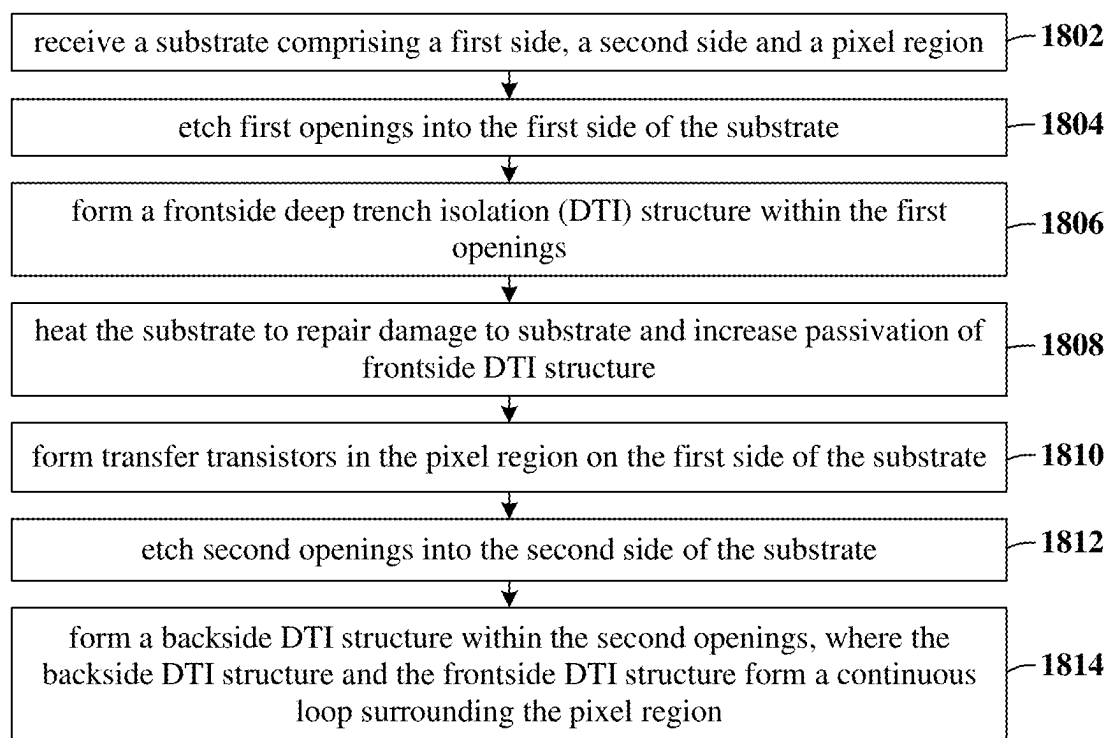 receive a substrate comprising a first side, a second side and a pixel region
1802
etch first openings into the first side of the substrate
1804
form a frontside deep trench isolation (DTI) structure within the first
openings
1806
heat the substrate to repair damage to substrate and increase passivation of
frontside DTI structure
1808
form transfer transistors in the pixel region on the first side of the substrate
1810
etch second openings into the second side of the substrate
1812
form a backside DTI structure within the second openings, where the
backside DTI structure and the frontside DTI structure form a continuous
loop surrounding the pixel region
1814